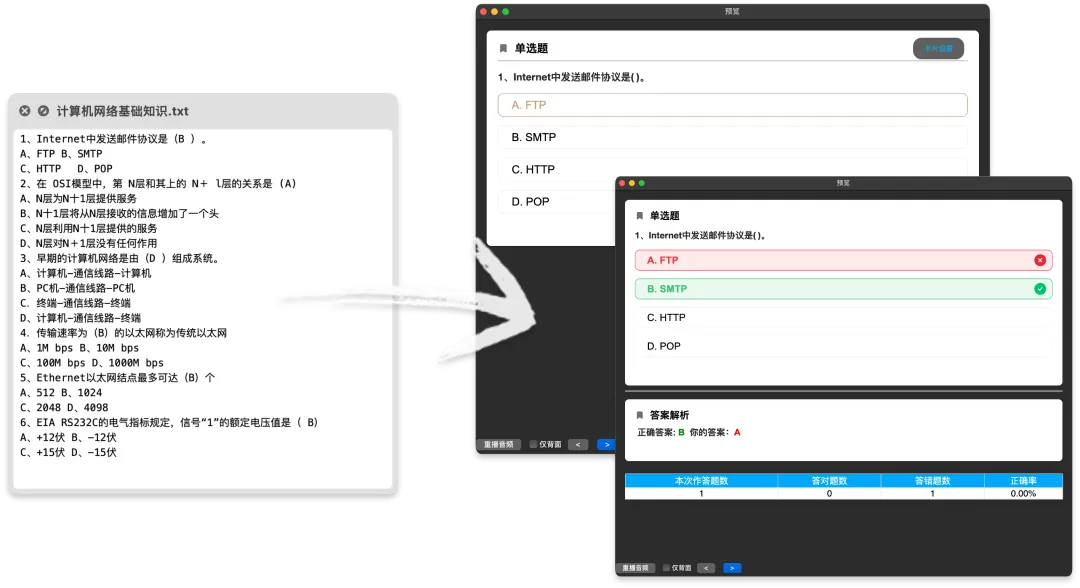 计算机网络基础知识.txt
1、Internet中发送邮件协议是（B ）。
A、FTP B、SMTP
C、HTTP   D、POP
2、在 OSI模型中，第 N层和其上的 N＋ l层的关系是（A)
A、N层为N十1层提供服务
B、N十1层将从N层接收的信息增加了一个头
C、N层利用N十1层提供的服务
D、N层对N＋1层没有任何作用
3、早期的计算机网络是由（D ）组成系统。
A、计算机—通信线路—计算机
B、PC机—通信线路—PC机
C. 终端—通信线路—终端
D、计算机—通信线路—终端
4. 传输速率为（B）的以太网称为传统以太网
A、1M bps B、10M bps
C、100M bps D、1000M bps
5、Ethernet以太网结点最多可达（B）个
A、512 B、1024
C、2048 D、4098
6、EIA RS232C的电气指标规定，信号“1”的额定电压值是（ B）
A、+12伏 B、—12伏
C、+15伏 D、—15伏
预览
单选题
卡片设置
1、Internet中发送邮件协议是( )。
A. FTP
B. SMTP
C. HTTP
D. POP
重播音频 仅背面 < >
预览
单选题
1、Internet中发送邮件协议是( )。
A. FTP
B. SMTP
C. HTTP
D. POP
答案解析
正确答案: B 你的答案： A
本次作答题数 答对题数 答错题数 正确率
1 0 1 0.00%
重播音频 仅背面 < >